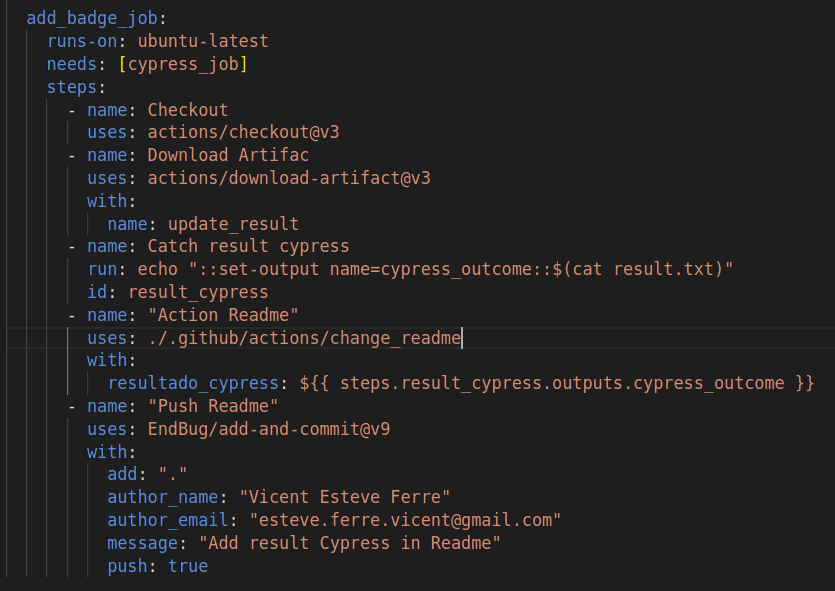 add_badge_job:
runs-on: ubuntu-latest
needs: [cypress_job]
steps:
- name: Checkout
uses: actions/checkout@v3
- name: Download Artifac
uses: actions/download-artifact@v3
with:
name: update_result
- name: Catch result cypress
run: echo "::set-output name=cypress_outcome::$(cat result.txt)"
id: result_cypress
- name: "Action Readme"
uses: ./.github/actions/change_readme
with:
resultado_cypress: ${{ steps.result_cypress.outputs.cypress_outcome }}
- name: "Push Readme"
uses: EndBug/add-and-commit@v9
with:
add: "."
author_name: "Vicent Esteve Ferre"
author_email: "esteve.ferre.vicent@gmail.com"
message: "Add result Cypress in Readme"
push: true